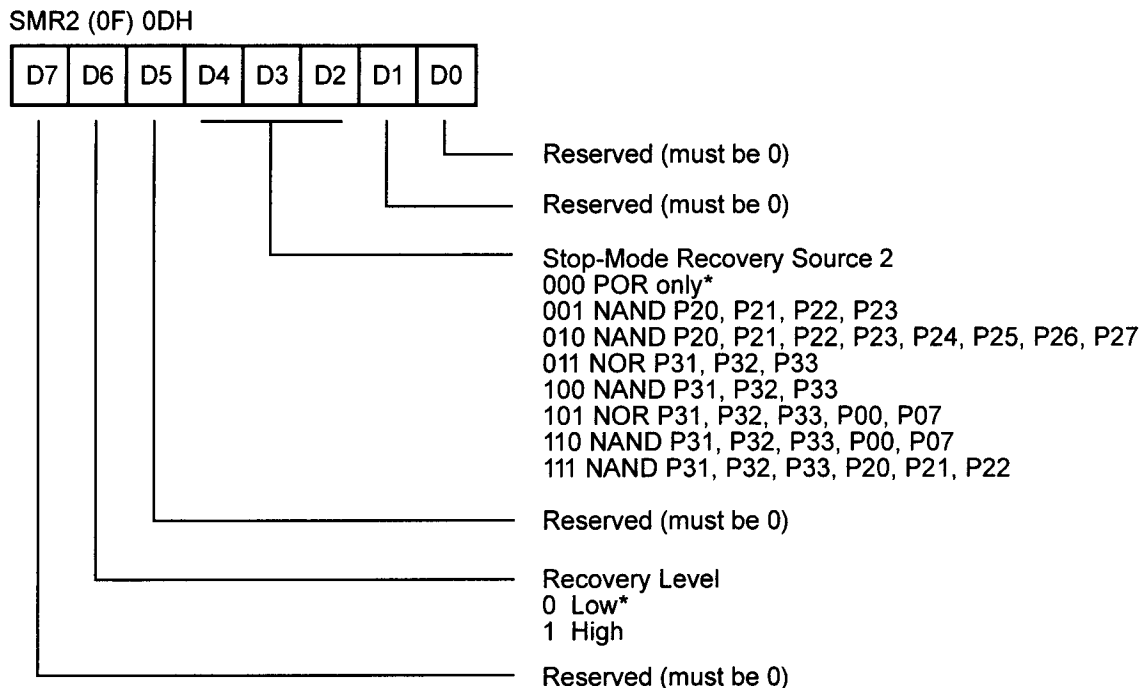 SMR2 (0F) 0DH
D7 D6 D5 D4 D3 D2 D1 D0
Reserved (must be 0)
Reserved (must be 0)
Stop-Mode Recovery Source 2
000 POR only*
001 NAND P20, P21, P22, P23
010 NAND P20, P21, P22, P23, P24, P25, P26, P27
011 NOR P31, P32, P33
100 NAND P31, P32, P33
101 NOR P31, P32, P33, P00, P07
110 NAND P31, P32, P33, P00, P07
111 NAND P31, P32, P33, P20, P21, P22
Reserved (must be 0)
Recovery Level
0 Low*
1 High
Reserved (must be 0)